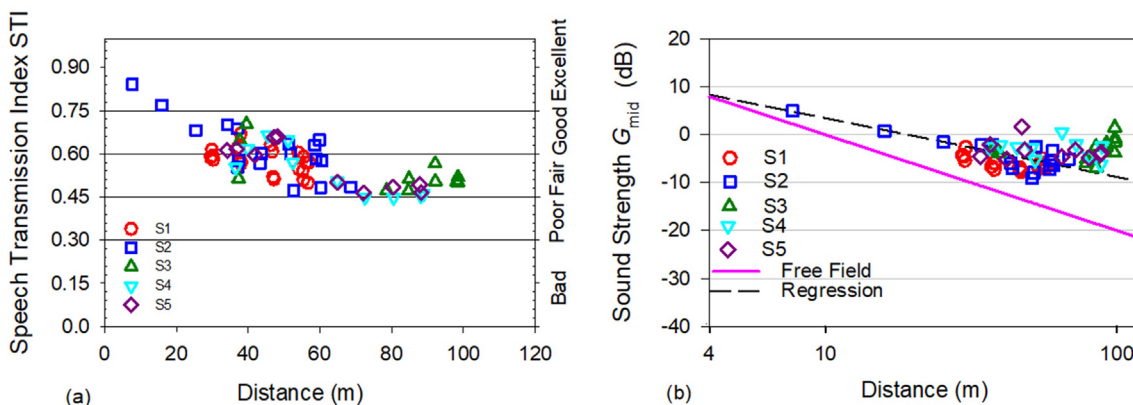 Speech Transmission Index STI
0.90
0.75
0.60
0.45
0.30
0.15
0.0
S1
S2
S3
S4
S5
Bad Poor Fair Good Excellent
0 20 40 60 80 100 120
(a) Distance (m)
Sound Strength Gmid (dB)
20
10
0
-10
-20
-30
-40
S1
S2
S3
S4
S5
Free Field
Regression
4 10 100
(b) Distance (m)